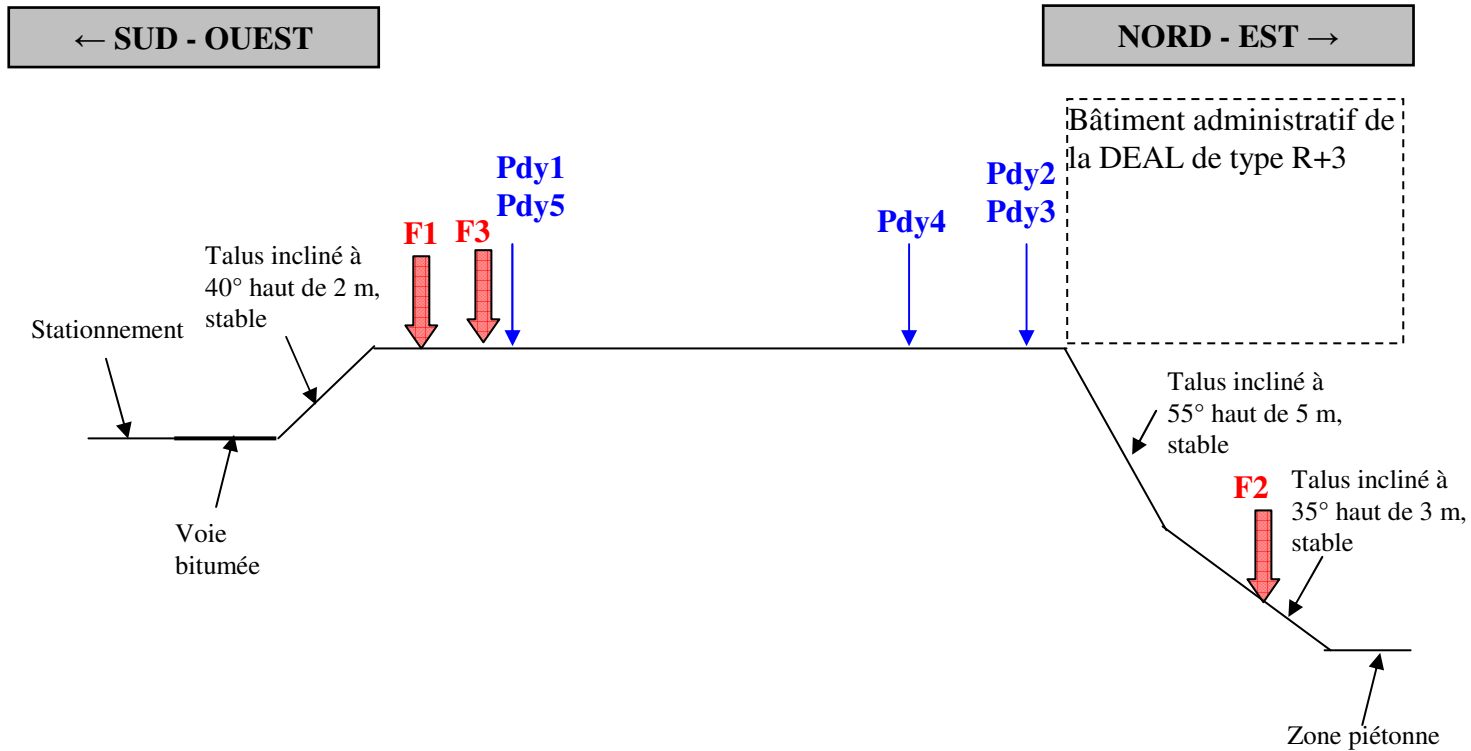 ← SUD - OUEST
NORD - EST →
Bâtiment administratif de
la DEAL de type R+3
Pdy1
Pdy5
Pdy2
Pdy3
Pdy4
F1
F3
Talus incliné à
40° haut de 2 m,
stable
Stationnement
Talus incliné à
55° haut de 5 m,
stable
F2
Talus incliné à
35° haut de 3 m,
stable
Voie
bitumée
Zone piétonne